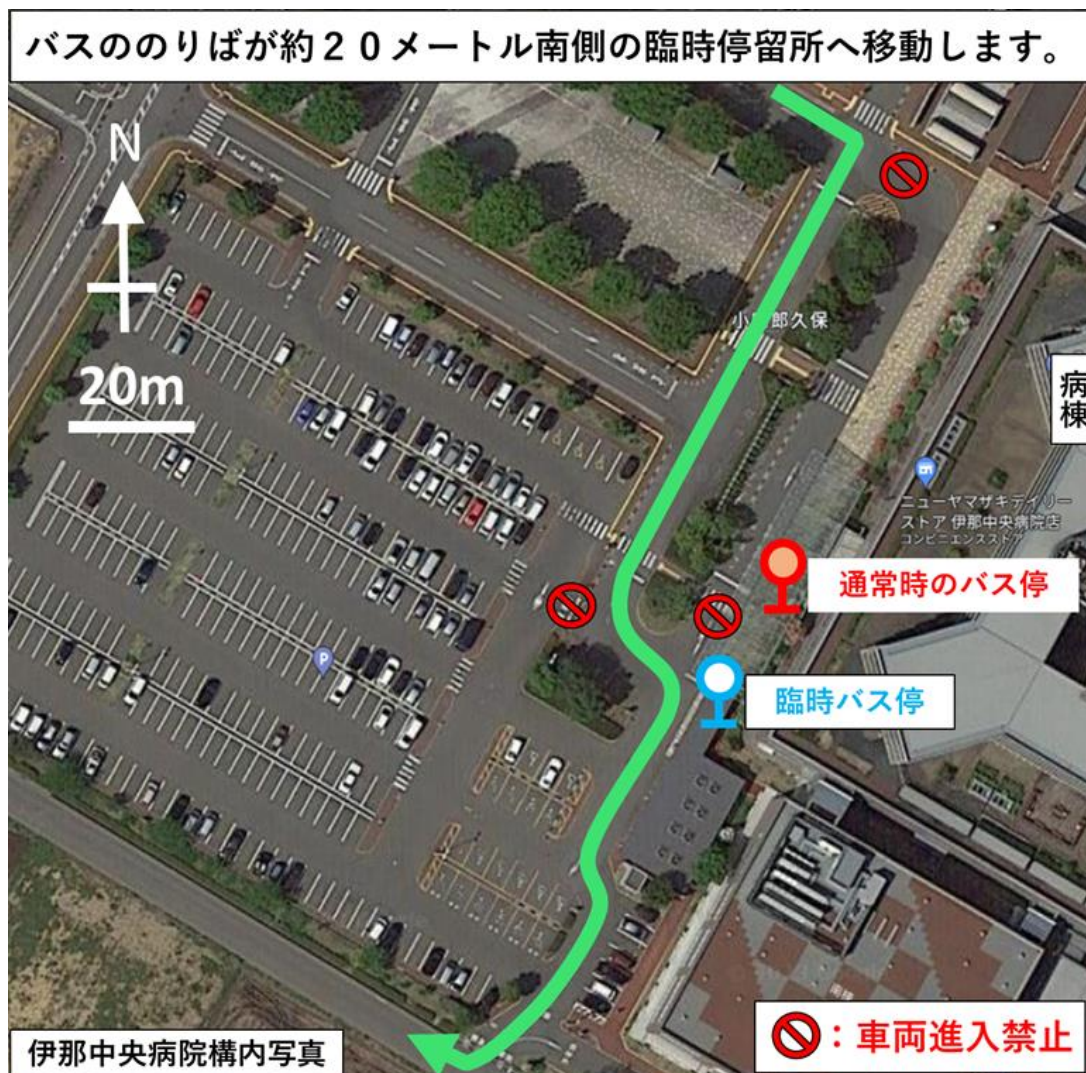 バスののりばが約２０メートル南側の臨時停留所へ移動します。
N
20m
小 郎久保
病棟
ニューヤマザキデイリー
ストア 伊那中央病院店
コンビニエンスストア
通常時のバス停
臨時バス停
P
伊那中央病院構内写真
：車両進入禁止